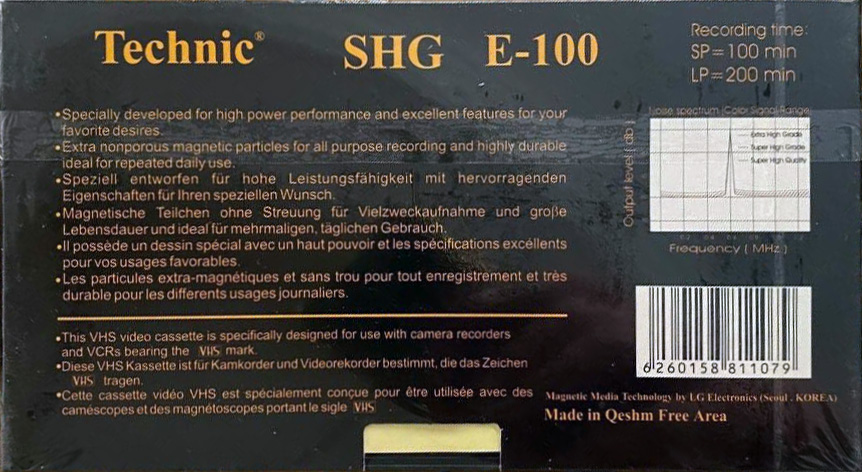 Technic® SHG E-100
Recording time:
SP=100 min
LP=200 min
•Specially developed for high power performance and excellent features for your
favorite desires.
•Extra nonporous magnetic particles for all purpose recording and highly durable
ideal for repeated daily use.
•Speziell entworfen für hohe Leistungsfähigkeit mit hervorragenden
Eigenschaften für Ihren speziellen Wunsch.
•Magnetische Teilchen ohne Streuung für Vielzweckaufnahme und große
Lebensdauer und ideal für mehrmaligen, täglichen Gebrauch.
•Il possède un dessin spécial avec un haut pouvoir et les spécifications excéllents
pour vos usages favorables.
•Les particules extra-magnétiques et sans trou pour tout enregistrement et très
durable pour les differents usages journaliers.
•This VHS video cassette is specifically designed for use with camera recorders
and VCRs bearing the VHS mark.
•Diese VHS Kassette ist für Kamkorder und Videorekorder bestimmt, die das Zeichen
VHS tragen.
•Cette cassette vidéo VHS est spécialement conçue pour être utilisée avec des
caméscopes et des magnétoscopes portant le sigle VHS
Noise spectrum (Color Signal Range)
Output level ( db )
Extra High Grade
Super High Grade
Super High Quality
Frequency ( MHz )
6 260158 811079
Magnetic Media Technology by LG Electronics (Seoul . KOREA)
Made in Qeshm Free Area